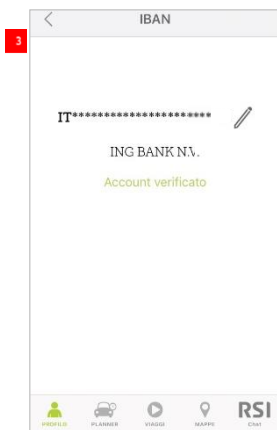 IBAN
3
IT**********************
ING BANK N.V.
Account verificato
PROFILO PLANNER VIAGGI MAPPE RSI
Chat